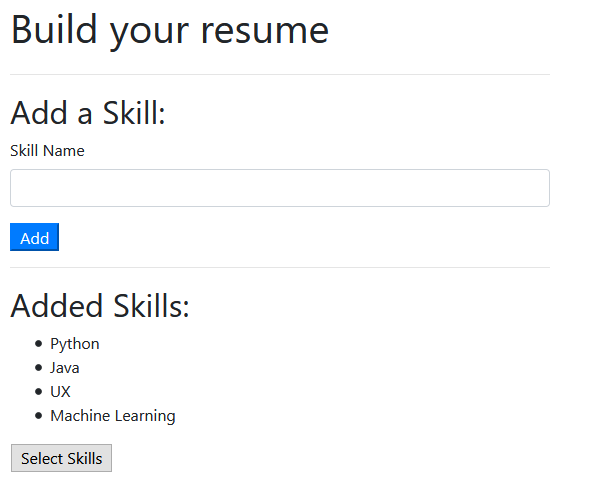 Build your resume
Add a Skill:
Skill Name
Add
Added Skills:
Python
Java
UX
Machine Learning
Select Skills